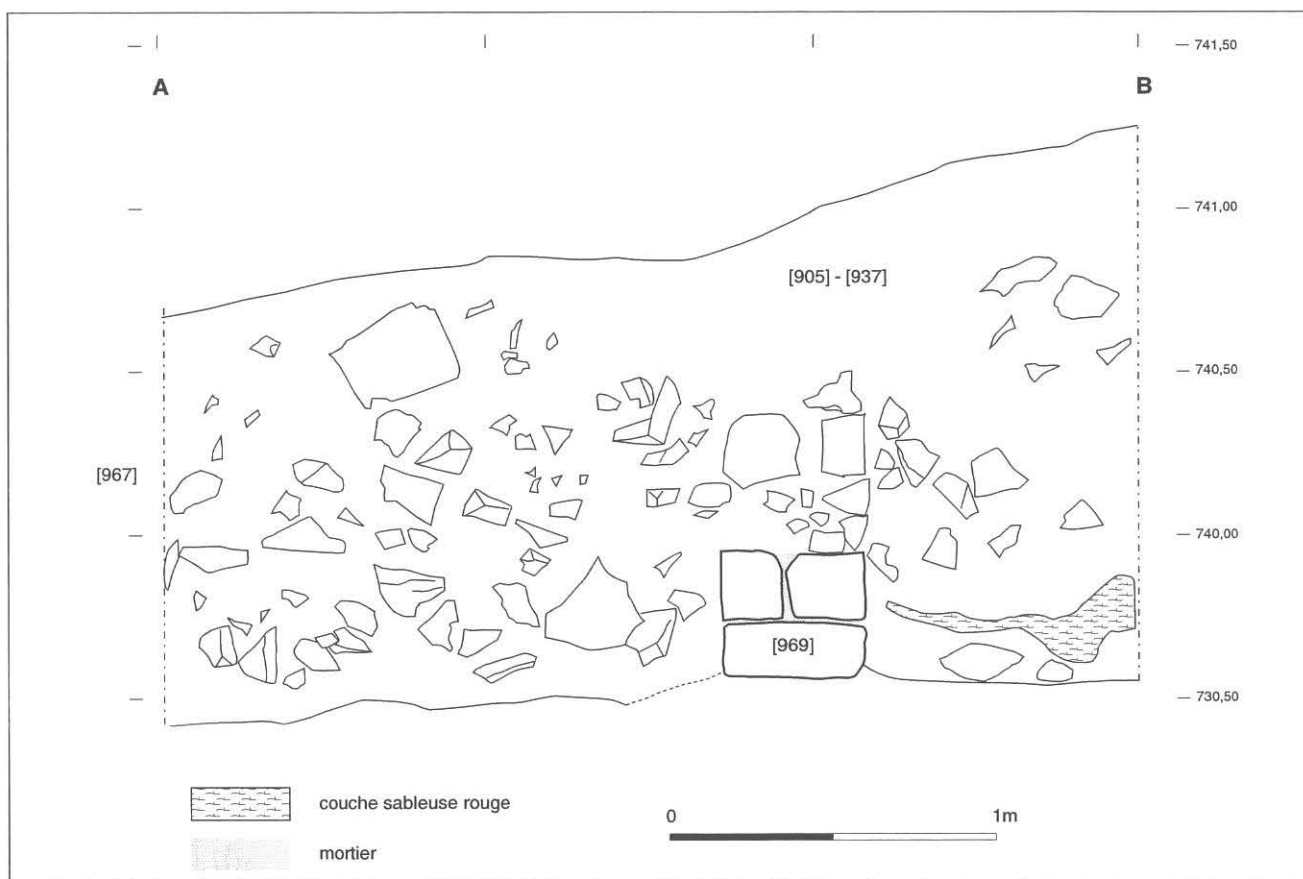 — 741,50
A
B
— 741,00
[905] - [937]
— 740,50
[967]
— 740,00
[969]
— 730,50
couche sableuse rouge
0
1m
mortier